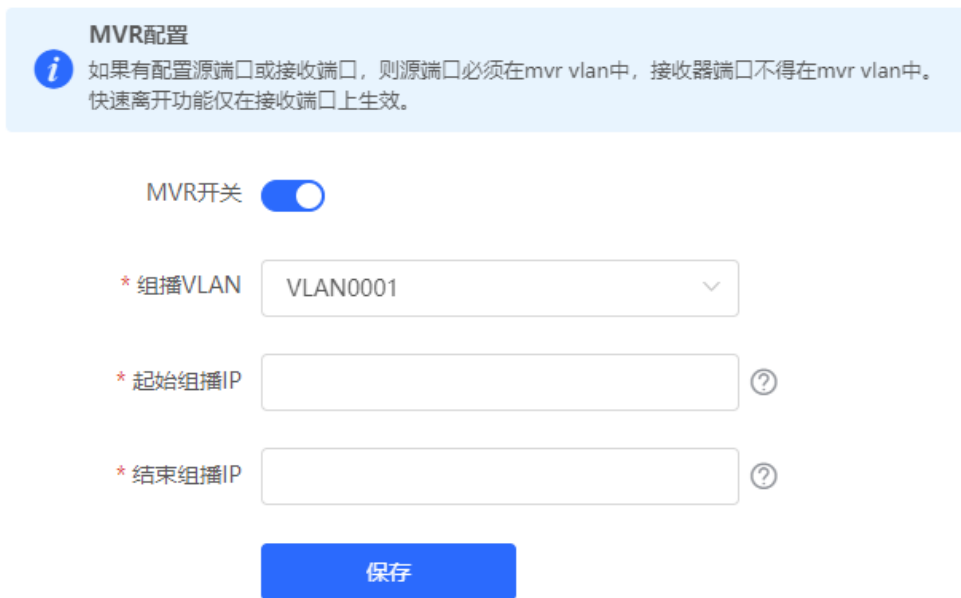 MVR配置
如果有配置源端口或接收端口，则源端口必须在mvr vlan中，接收器端口不得在mvr vlan中。
快速离开功能仅在接收端口上生效。
MVR开关
* 组播VLAN VLAN0001
* 起始组播IP
* 结束组播IP
保存